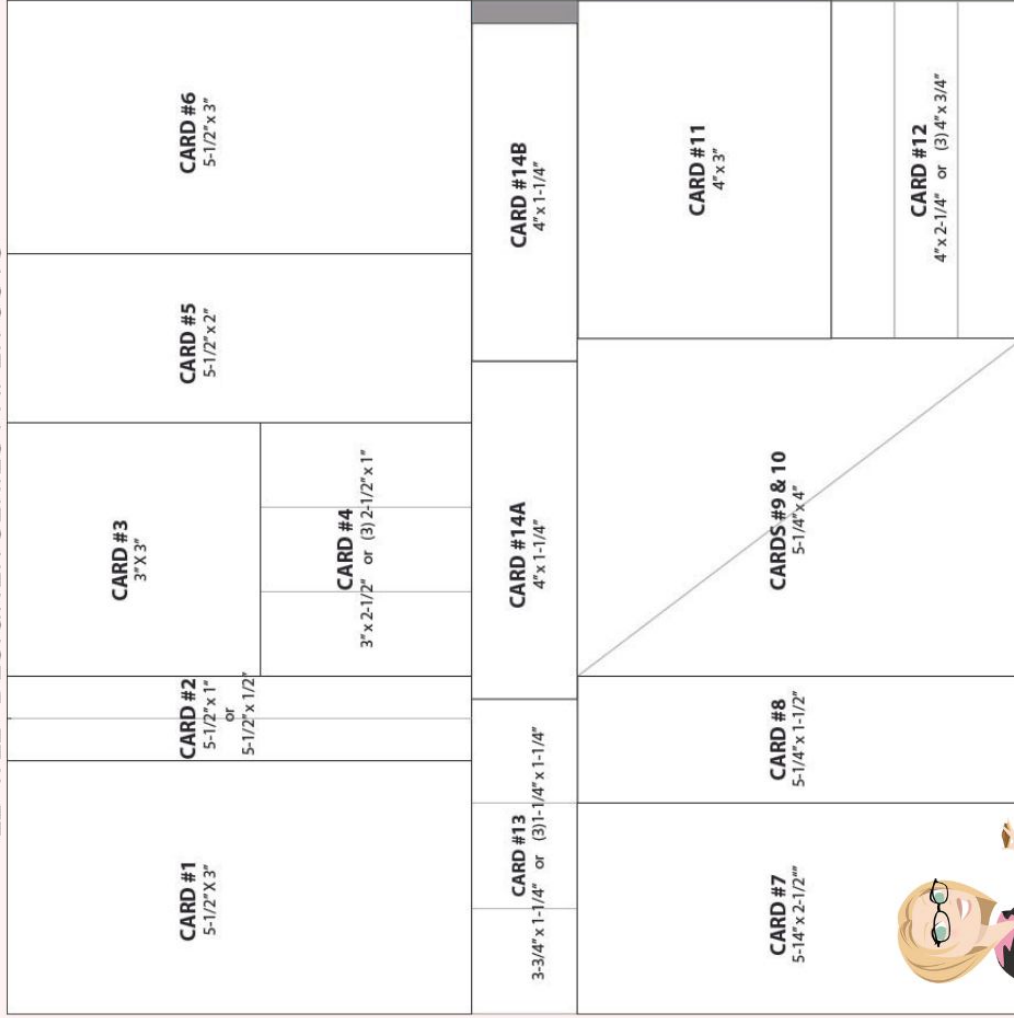 CARD #1
5-1/2" X 3"
CARD #2
5-1/2" x 1"
or
5-1/2" x 1/2"
CARD #3
3" X 3"
CARD #4
3" x 2-1/2" or (3) 2-1/2" x 1"
CARD #5
5-1/2" x 2"
CARD #6
5-1/2" x 3"
CARD #13
3-3/4" x 1-1/4" or (3)1-1/4" x 1-1/4"
CARD #14A
4" x 1-1/4"
CARD #14B
4" x 1-1/4"
CARD #7
5-14" x 2-1/2""
CARD #8
5-1/4" x 1-1/2"
CARDS #9 & 10
5-1/4" x 4"
CARD #11
4" x 3"
CARD #12
4" x 2-1/4" or (3) 4" x 3/4"